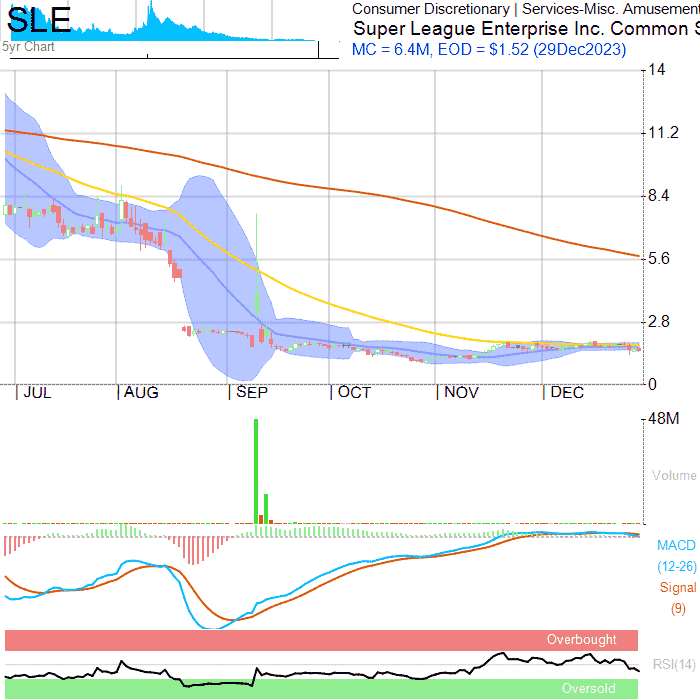 SLE
5yr Chart
Consumer Discretionary | Services-Misc. Amusement
Super League Enterprise Inc. Common S
MC = 6.4M, EOD = $1.52 (29Dec2023)
14
11.2
8.4
5.6
2.8
0
JUL AUG SEP OCT NOV DEC
48M
Volume
MACD
(12-26)
Signal
(9)
Overbought
RSI(14)
Oversold